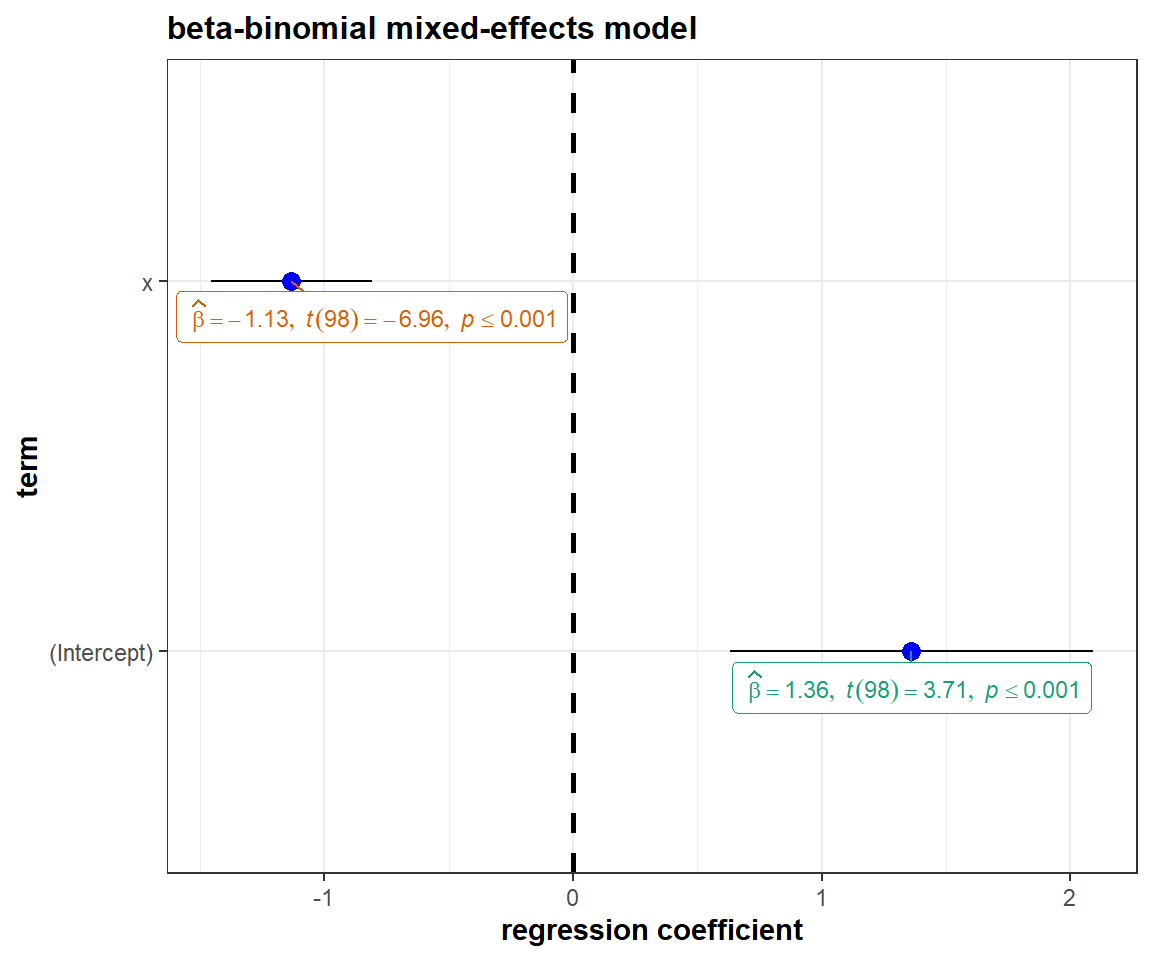 beta-binomial mixed-effects model
term
x
β̂ = −1.13, t(98) = −6.96, p ≤ 0.001
(Intercept)
β̂ = 1.36, t(98) = 3.71, p ≤ 0.001
-1 0 1 2
regression coefficient